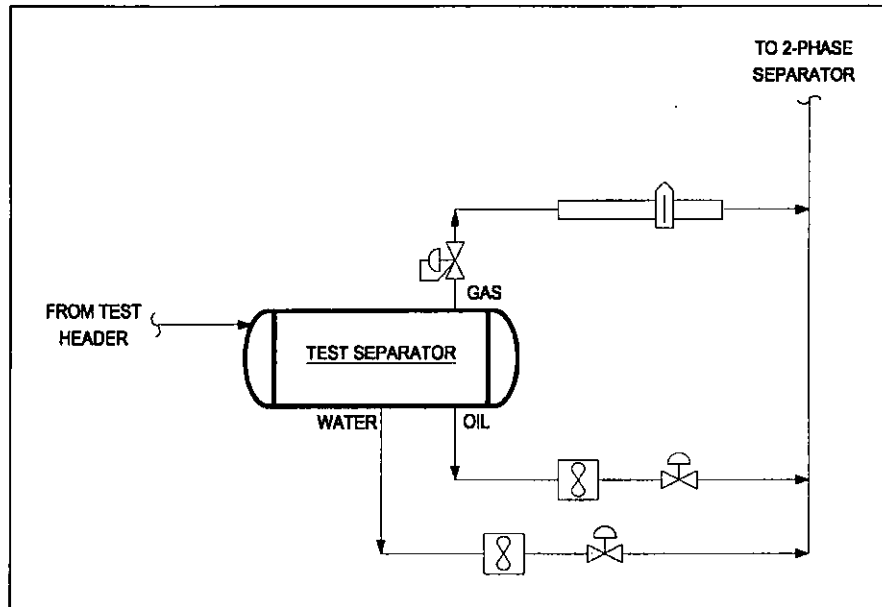 TO 2-PHASE
SEPARATOR
GAS
FROM TEST
HEADER
TEST SEPARATOR
WATER
OIL